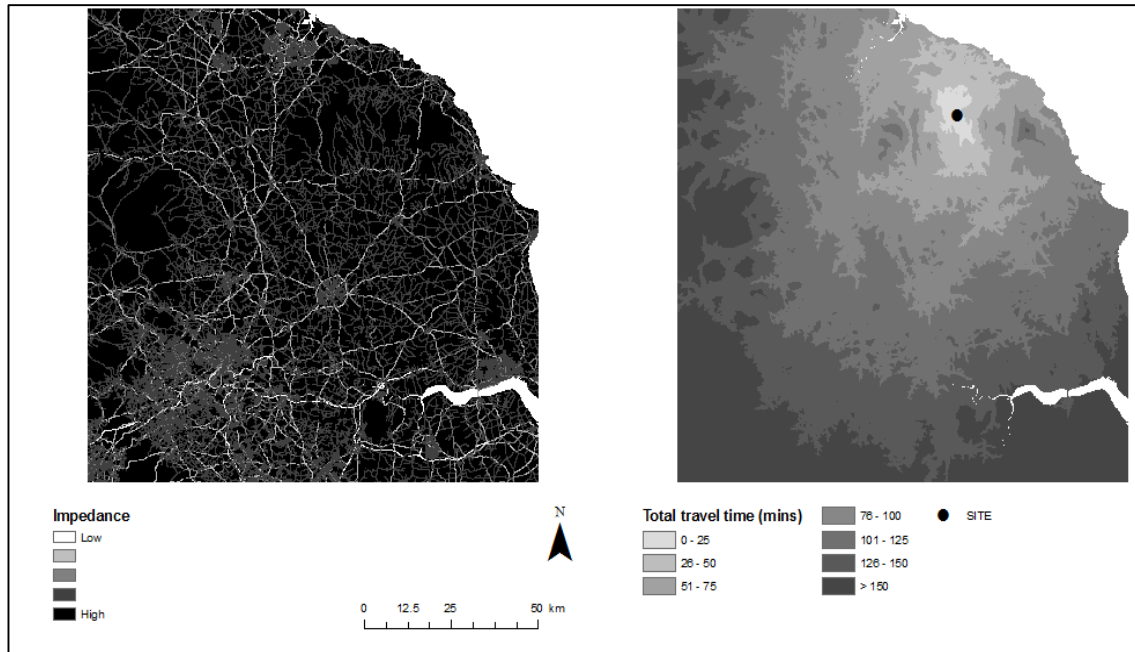 Impedance
Low
High
N
0 12.5 25 50 km
Total travel time (mins)
0 - 25
26 - 50
51 - 75
76 - 100
101 - 125
126 - 150
> 150
SITE